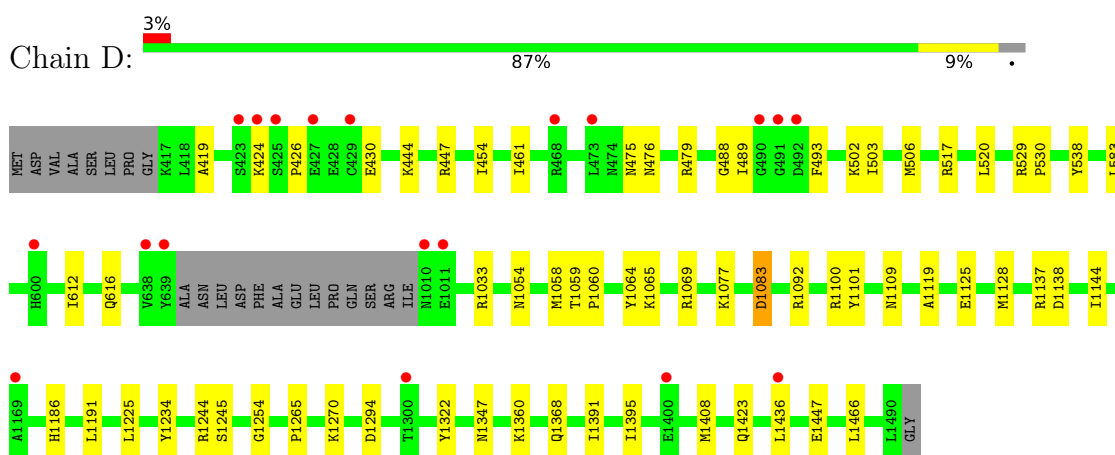 3%
Chain D:
87% 9% •
MET ASP VAL ALA SER LEU PRO GLY K417 L418 A419 S423 K424 S425 P426 E427 E428 C429 E430 K444 R447 I454 I461 R468 L473 N474 N475 N476 R479 G488 I489 G490 G491 D492 F493 K502 I503 M506 R517 L520 R529 P530 Y538 L583
H600 I612 Q616 V638 Y639 ALA ASN LEU ASP PHE ALA GLU LEU PRO GLN SER ARG ILE N1010 E1011 R1033 N1054 M1058 T1059 P1060 Y1064 K1065 R1069 K1077 D1083 R1092 R1100 Y1101 N1109 A1119 E1125 M1128 R1137 D1138 I1144
A1169 H1186 L1191 L1225 Y1234 R1244 S1245 G1254 P1265 K1270 D1294 T1300 Y1322 N1347 K1360 Q1368 I1391 I1395 E1400 M1408 Q1423 L1436 E1447 L1466 L1490 GLY